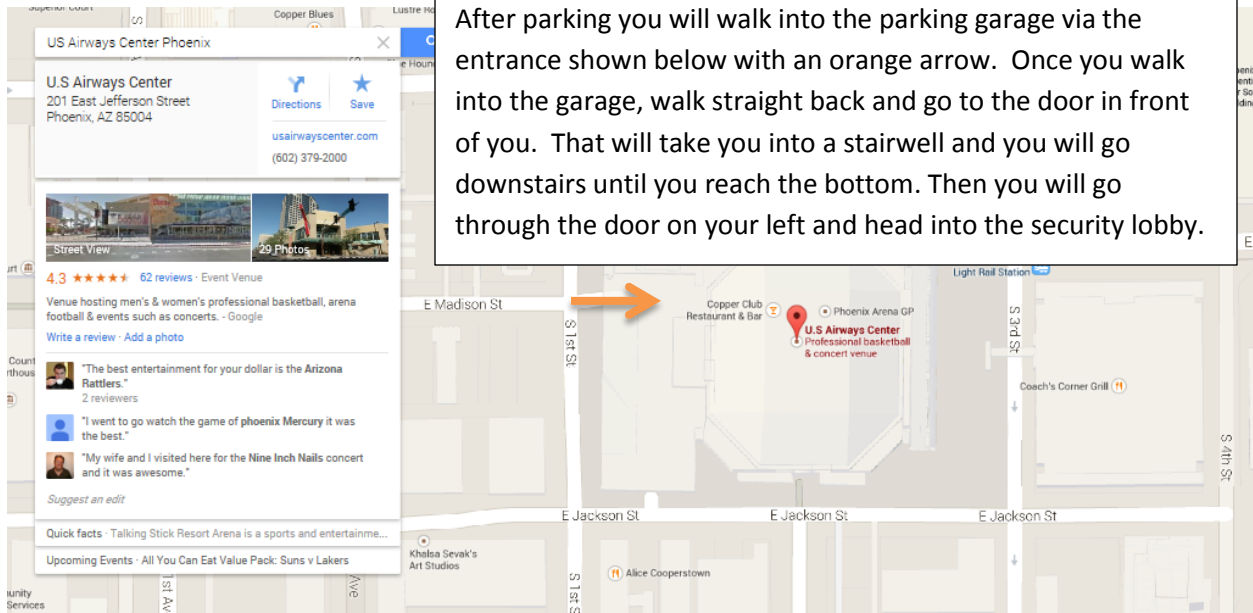 Superior Court
Copper Blues
Lustre Ro
US Airways Center Phoenix
U.S Airways Center
201 East Jefferson Street
Phoenix, AZ 85004
Directions
Save
usairwayscenter.com
(602) 379-2000
Street View
29 Photos
4.3
62 reviews · Event Venue
Venue hosting men's & women's professional basketball, arena
football & events such as concerts. - Google
Write a review · Add a photo
"The best entertainment for your dollar is the Arizona
Rattlers."
2 reviewers
"I went to go watch the game of phoenix Mercury it was
the best."
"My wife and I visited here for the Nine Inch Nails concert
and it was awesome."
Suggest an edit
Quick facts · Talking Stick Resort Arena is a sports and entertainme...
Upcoming Events · All You Can Eat Value Pack: Suns v Lakers
After parking you will walk into the parking garage via the
entrance shown below with an orange arrow. Once you walk
into the garage, walk straight back and go to the door in front
of you. That will take you into a stairwell and you will go
downstairs until you reach the bottom. Then you will go
through the door on your left and head into the security lobby.
Light Rail Station
E Madison St
Copper Club
Restaurant & Bar
Phoenix Arena GP
U.S Airways Center
Professional basketball
& concert venue
S 1st St
S 3rd St
Coach's Corner Grill
S 4th St
E Jackson St
E Jackson St
E Jackson St
Khalsa Sevak's
Art Studios
Alice Cooperstown
S 1st S
1st Av
Ave
unity
Services